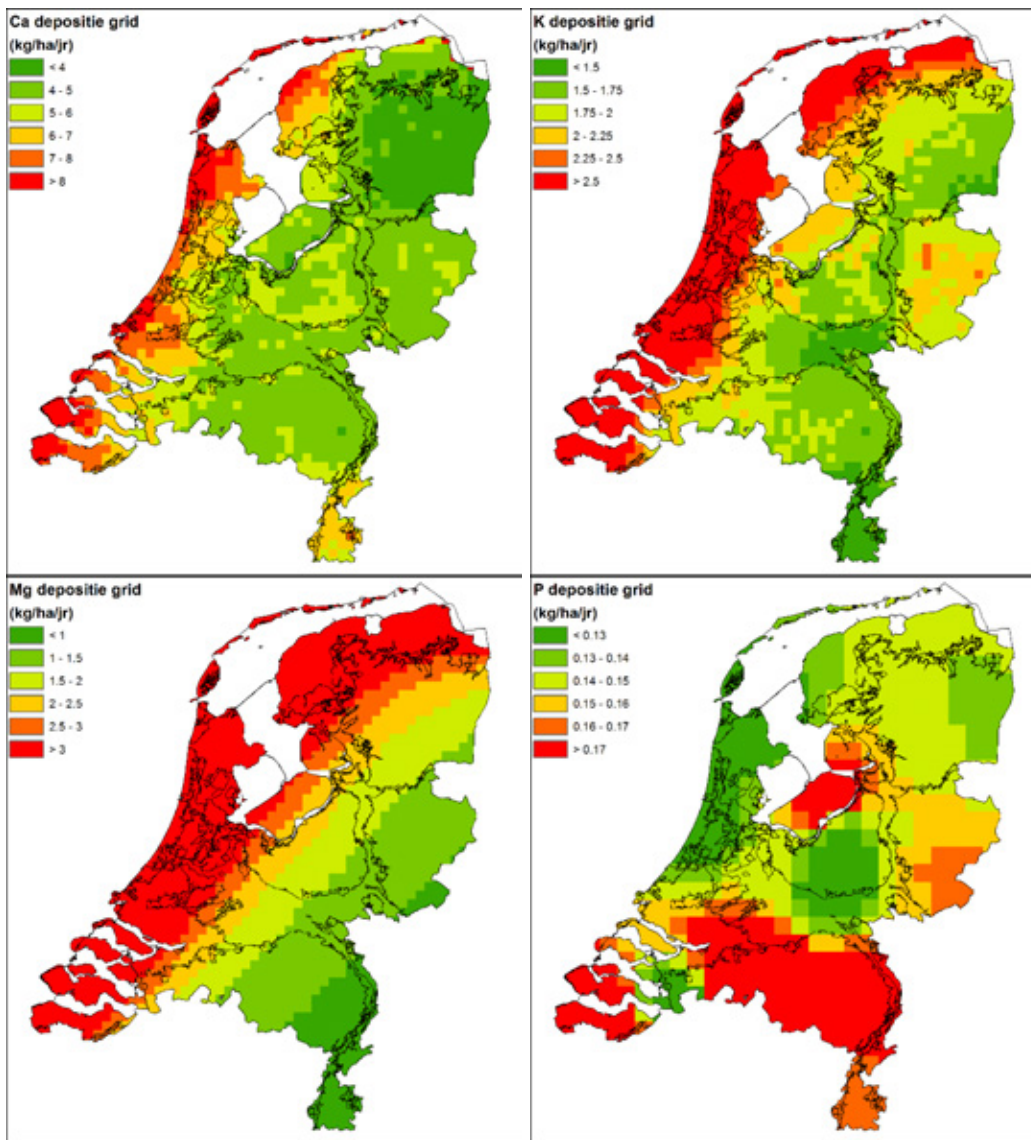 Ca depositie grid
(kg/ha/jr)
< 4
4 - 5
5 - 6
6 - 7
7 - 8
> 8
K depositie grid
(kg/ha/jr)
< 1.5
1.5 - 1.75
1.75 - 2
2 - 2.25
2.25 - 2.5
> 2.5
Mg depositie grid
(kg/ha/jr)
< 1
1 - 1.5
1.5 - 2
2 - 2.5
2.5 - 3
> 3
P depositie grid
(kg/ha/jr)
< 0.13
0.13 - 0.14
0.14 - 0.15
0.15 - 0.16
0.16 - 0.17
> 0.17